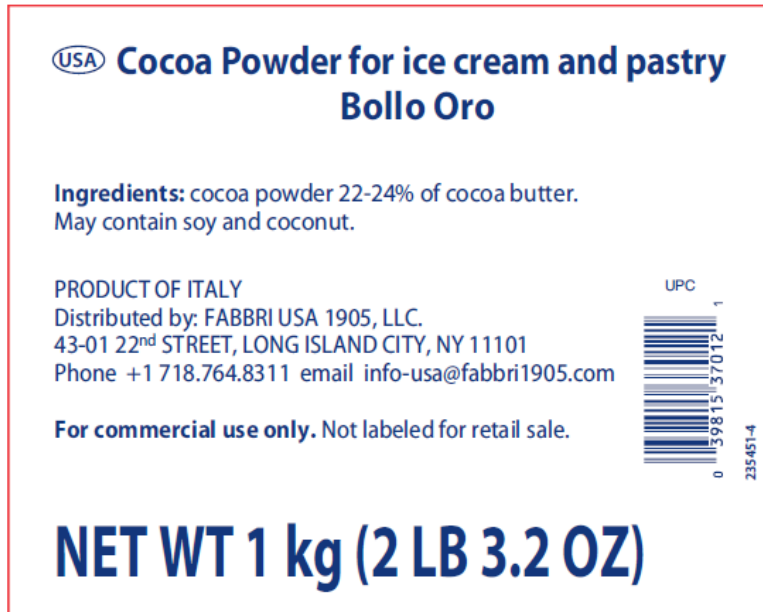 USA Cocoa Powder for ice cream and pastry
Bollo Oro
Ingredients: cocoa powder 22-24% of cocoa butter.
May contain soy and coconut.
PRODUCT OF ITALY
Distributed by: FABBRI USA 1905, LLC.
43-01 22nd STREET, LONG ISLAND CITY, NY 11101
Phone +1 718.764.8311 email info-usa@fabbri1905.com
For commercial use only. Not labeled for retail sale.
UPC
0 39815 37012 1
235451-4
NET WT 1 kg (2 LB 3.2 OZ)